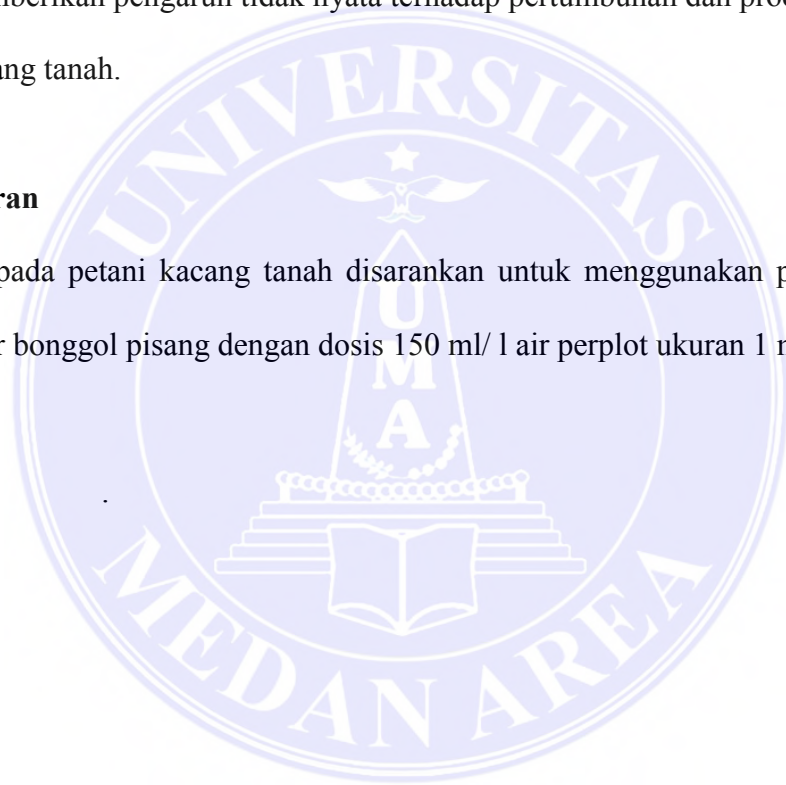 mberikan pengaruh tidak nyata terhadap pertumbuhan dan pro
ang tanah.
ran
pada petani kacang tanah disarankan untuk menggunakan p
r bonggol pisang dengan dosis 150 ml/ l air perplot ukuran 1 m
.
UNIVERSITAS
U
M
A
MEDAN AREA